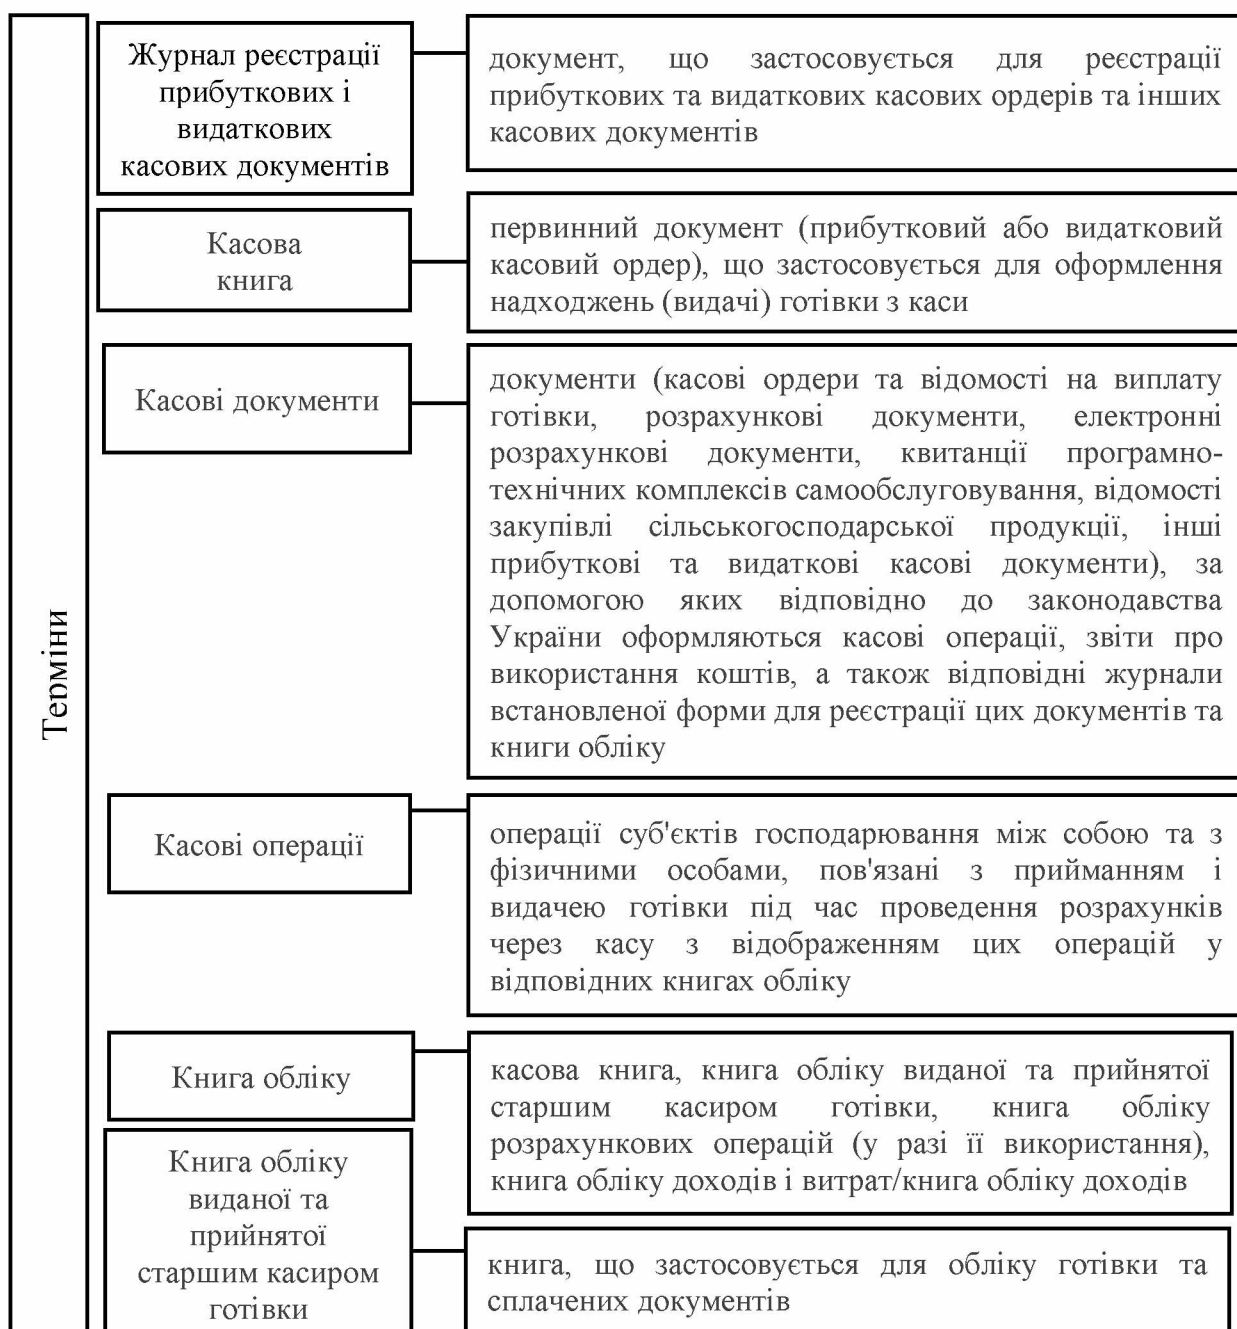 Терміни
Журнал реєстрації
прибуткових і
видаткових
касових документів
документ, що застосовується для реєстрації
прибуткових та видаткових касових ордерів та інших
касових документів
Касова
книга
первинний документ (прибутковий або видатковий
касовий ордер), що застосовується для оформлення
надходжень (видачі) готівки з каси
Касові документи
документи (касові ордери та відомості на виплату
готівки, розрахункові документи, електронні
розрахункові документи, квитанції програмно-
технічних комплексів самообслуговування, відомості
закупівлі сільськогосподарської продукції, інші
прибуткові та видаткові касові документи), за
допомогою яких відповідно до законодавства
України оформляються касові операції, звіти про
використання коштів, а також відповідні журнали
встановленої форми для реєстрації цих документів та
книги обліку
Касові операції
операції суб'єктів господарювання між собою та з
фізичними особами, пов'язані з прийманням і
видачею готівки під час проведення розрахунків
через касу з відображенням цих операцій у
відповідних книгах обліку
Книга обліку
касова книга, книга обліку виданої та прийнятої
старшим касиром готівки, книга обліку
розрахункових операцій (у разі її використання),
книга обліку доходів і витрат/книга обліку доходів
Книга обліку
виданої та
прийнятої
старшим касиром
готівки
книга, що застосовується для обліку готівки та
сплачених документів